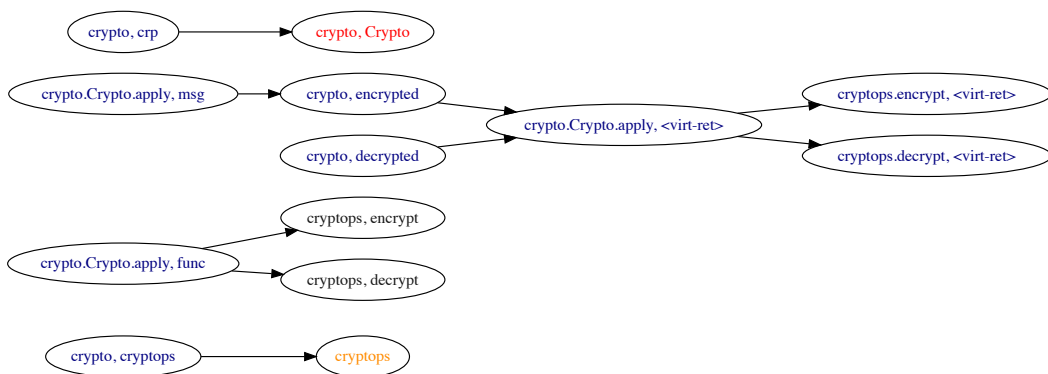 crypto, crp
crypto, Crypto
crypto.Crypto.apply, msg
crypto, encrypted
cryptops.encrypt, <virt-ret>
crypto.Crypto.apply, <virt-ret>
crypto, decrypted
cryptops.decrypt, <virt-ret>
cryptops, encrypt
crypto.Crypto.apply, func
cryptops, decrypt
crypto, cryptops
cryptops